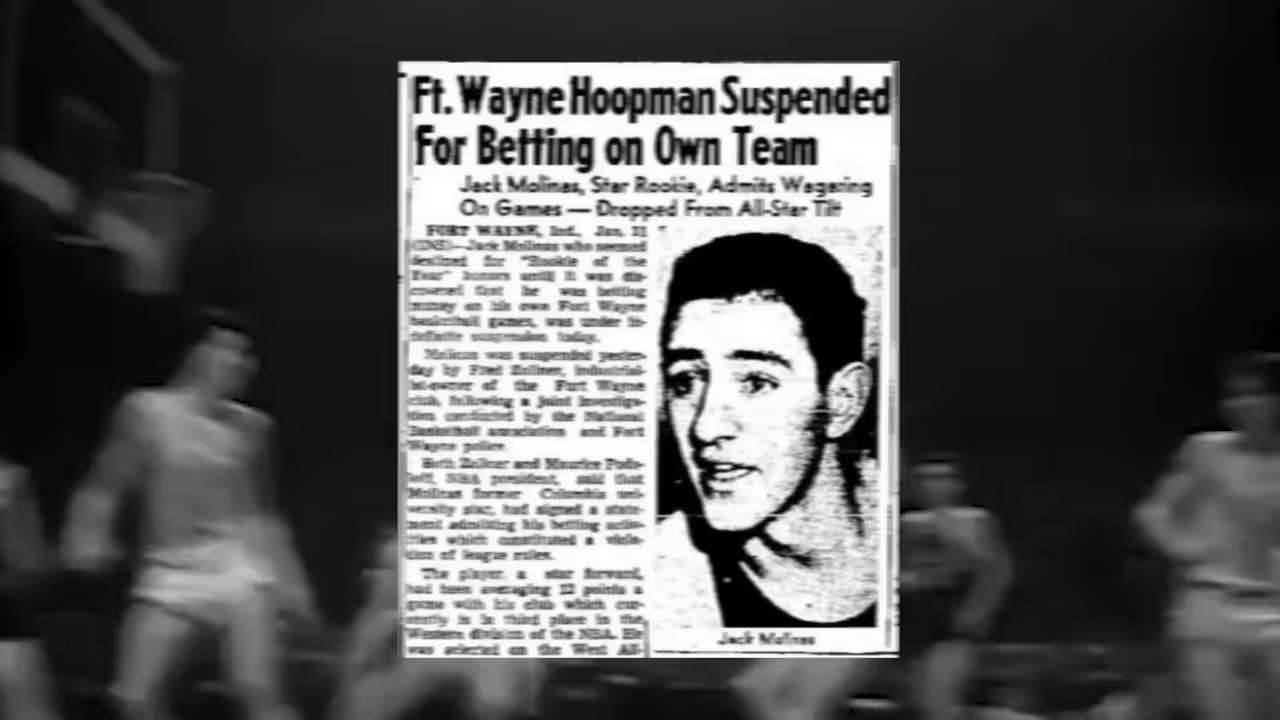 Ft. Wayne Hoopman Suspended
For Betting on Own Team
Jack Molinas, Star Rookie, Admits Wagering
On Games — Dropped From All-Star Tilt
FORT WAYNE, Ind., Jan. 11
(INS)—Jack Molinas who seemed
destined for "Rookie of the
Year" honors until it was dis-
covered that he was betting
money on his own Fort Wayne
basketball games, was under in-
definite suspension today.
Molinas was suspended yester-
day by Fred Zollner, industrial-
ist-owner of the Fort Wayne
club, following a joint investiga-
tion conducted by the National
Basketball association and Fort
Wayne police.
Both Zollner and Maurice Podo-
loff, NBA president, said that
Molinas former Columbia uni-
versity star, had signed a state-
ment admitting his betting activi-
ties which constituted a viola-
tion of league rules.
The player, a star forward,
had been averaging 12 points a
game with his club which cur-
rently is in third place in the
Western division of the NBA. He
was selected on the West All-
Jack Molinas